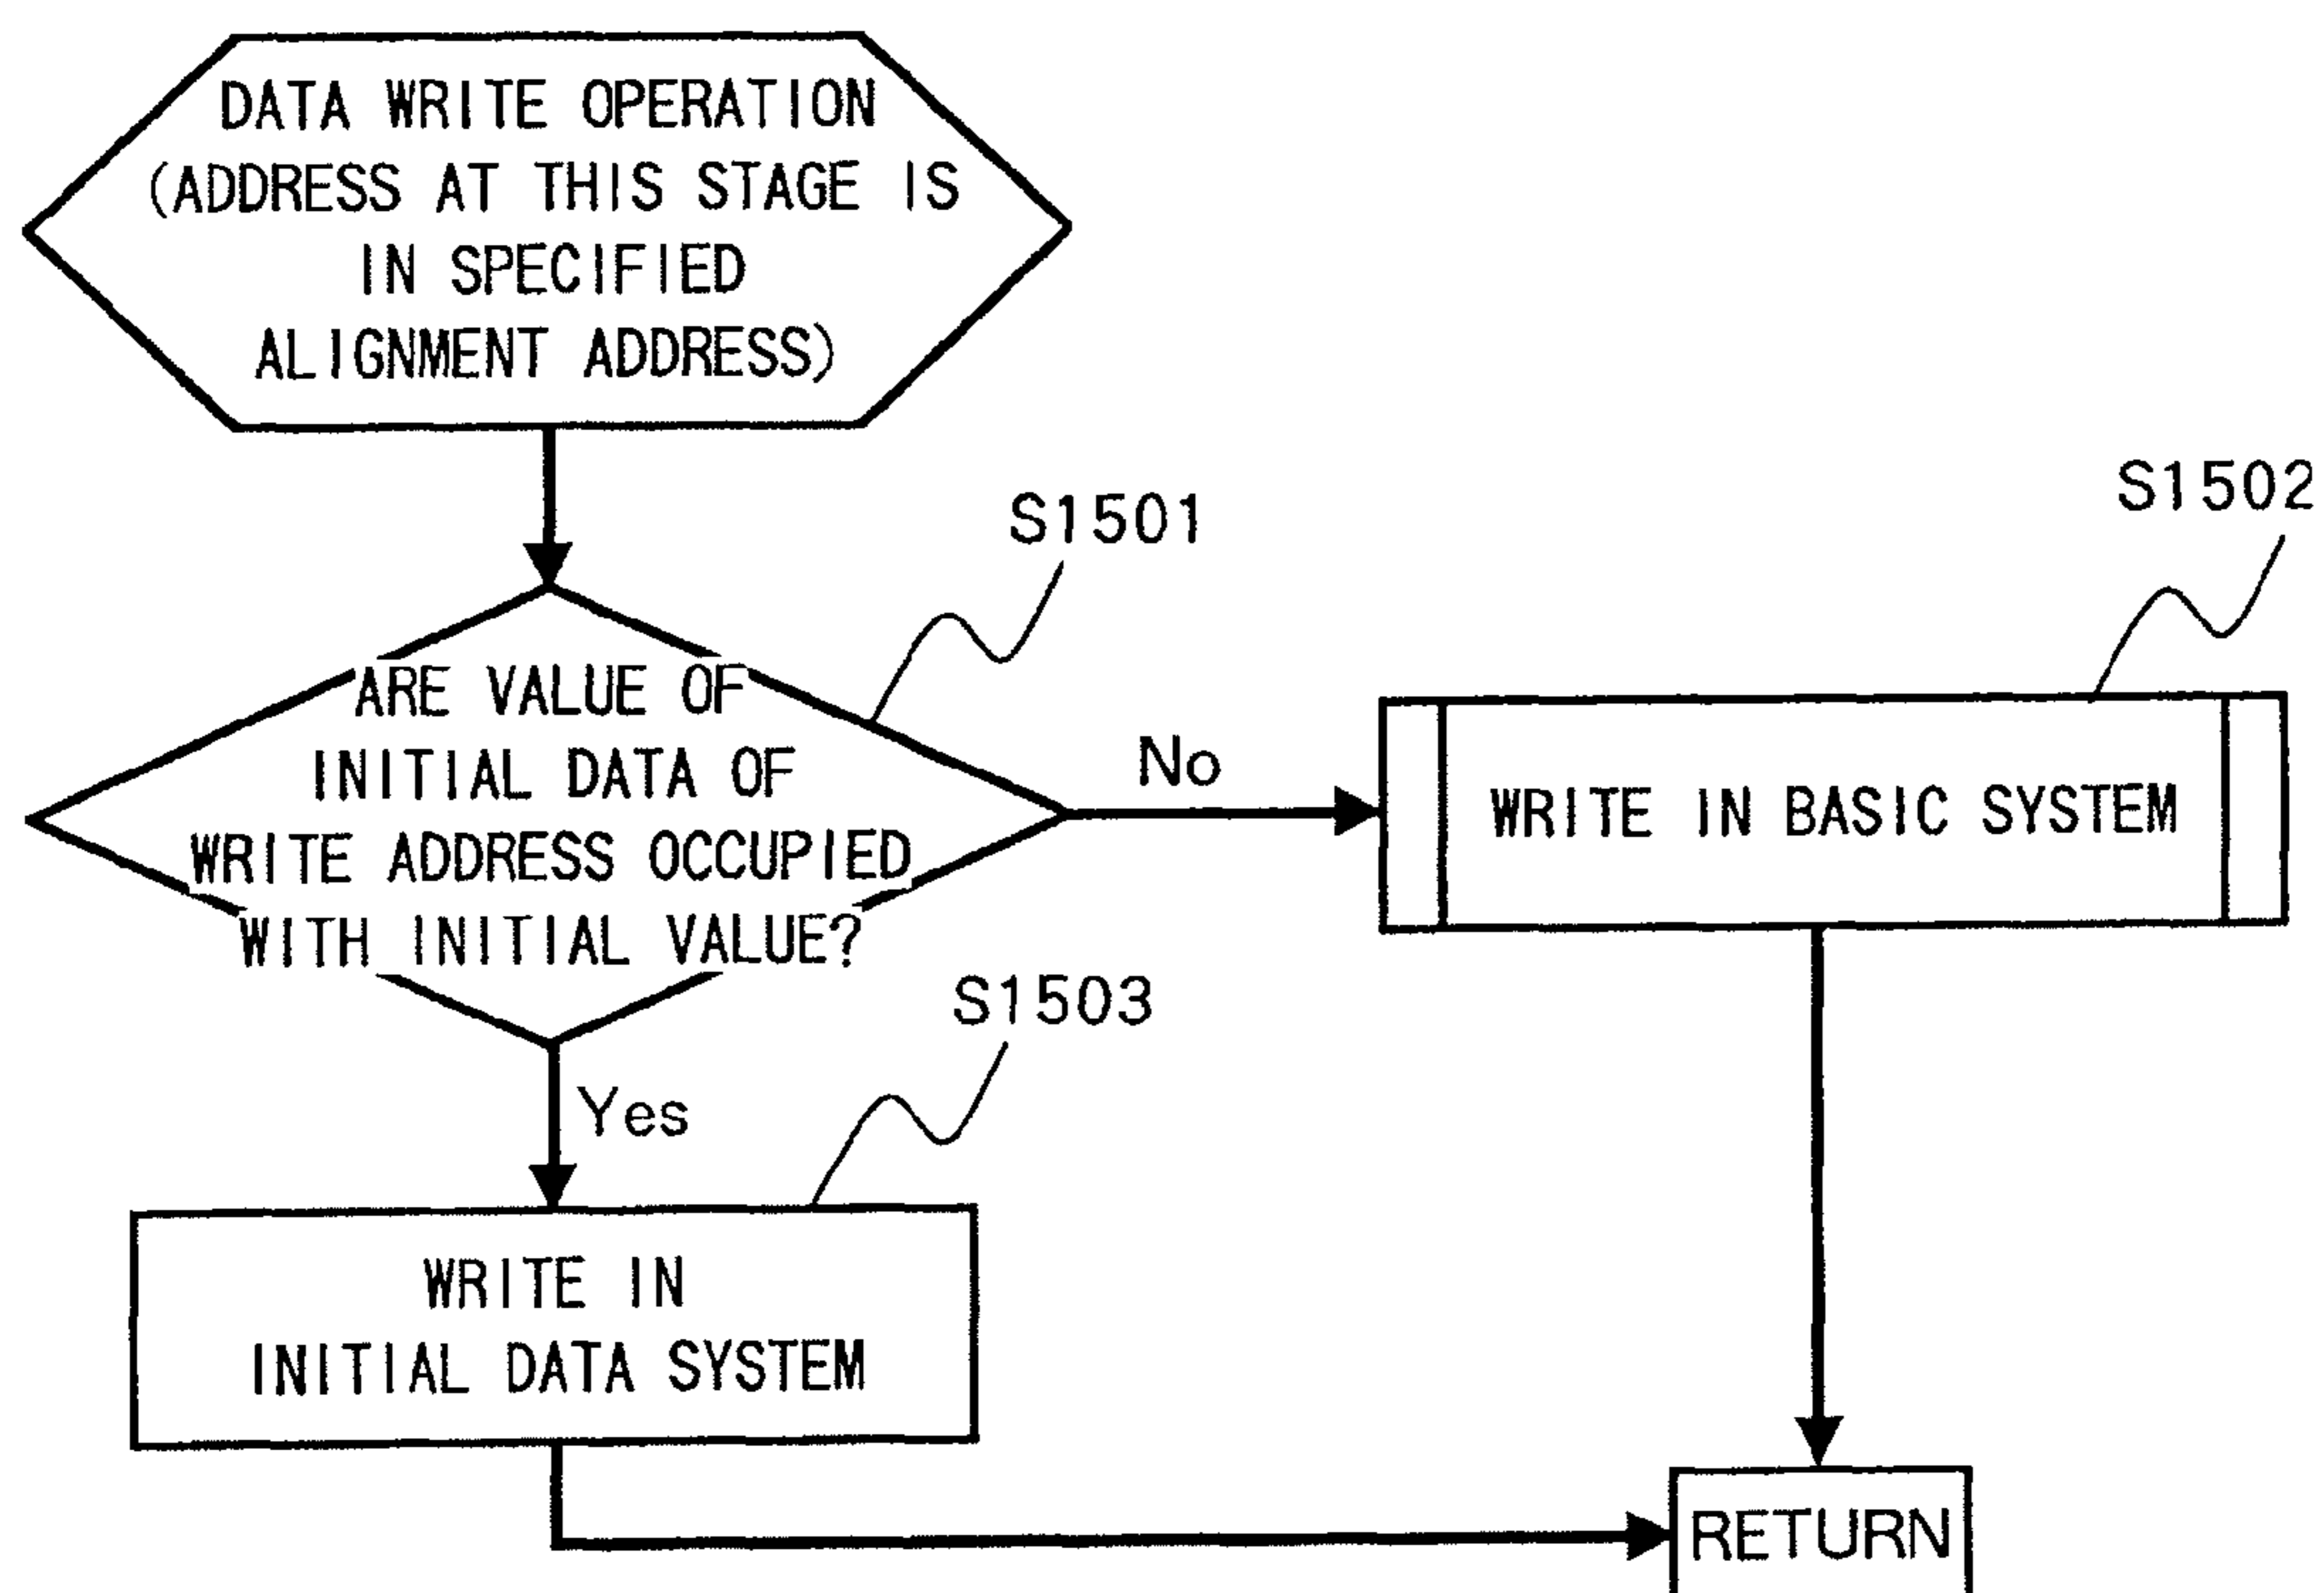 DATA WRITE OPERATION
(ADDRESS AT THIS STAGE IS
IN SPECIFIED
ALIGNMENT ADDRESS)
S1501
S1502
ARE VALUE OF
INITIAL DATA OF
WRITE ADDRESS OCCUPIED
WITH INITIAL VALUE?
No
WRITE IN BASIC SYSTEM
S1503
Yes
WRITE IN
INITIAL DATA SYSTEM
RETURN